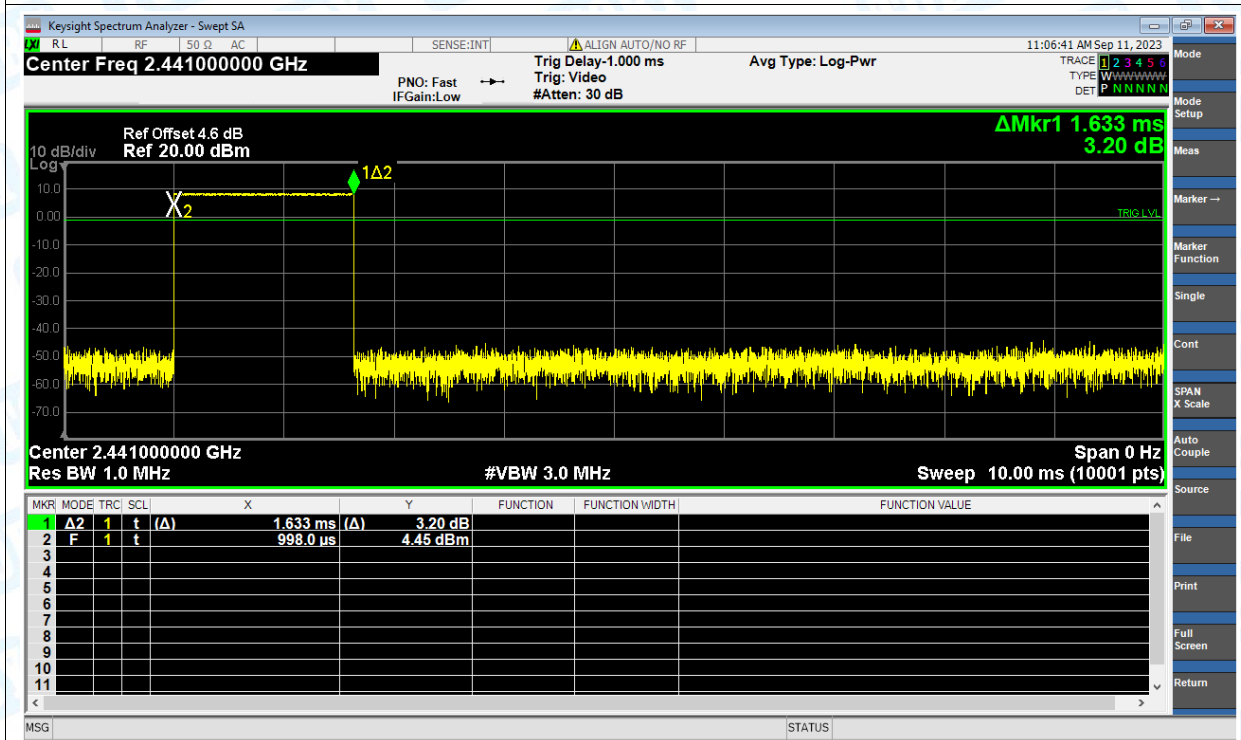 Keysight Spectrum Analyzer - Swept SA
LXI RL RF 50 Ω AC SENSE:INT ALIGN AUTO/NO RF 11:06:41 AM Sep 11, 2023
Center Freq 2.441000000 GHz
PNO: Fast
IFGain:Low
Trig Delay-1.000 ms
Trig: Video
#Atten: 30 dB
Avg Type: Log-Pwr
TRACE 1 2 3 4 5 6
TYPE WWWWWW
DET P N N N N N
ΔMkr1 1.633 ms
3.20 dB
Ref Offset 4.6 dB
10 dB/div Ref 20.00 dBm
Log
1Δ2
10.0
2
0.00
TRIG LVL
-10.0
-20.0
-30.0
-40.0
-50.0
-60.0
-70.0
Center 2.441000000 GHz Span 0 Hz
Res BW 1.0 MHz #VBW 3.0 MHz Sweep 10.00 ms (10001 pts)
MKR MODE TRC SCL X Y FUNCTION FUNCTION WIDTH FUNCTION VALUE
1 Δ2 1 t (Δ) 1.633 ms (Δ) 3.20 dB
2 F 1 t 998.0 µs 4.45 dBm
3
4
5
6
7
8
9
10
11
MSG STATUS
Mode
Mode
Setup
Meas
Marker →
Marker
Function
Single
Cont
SPAN
X Scale
Auto
Couple
Source
File
Print
Full
Screen
Return